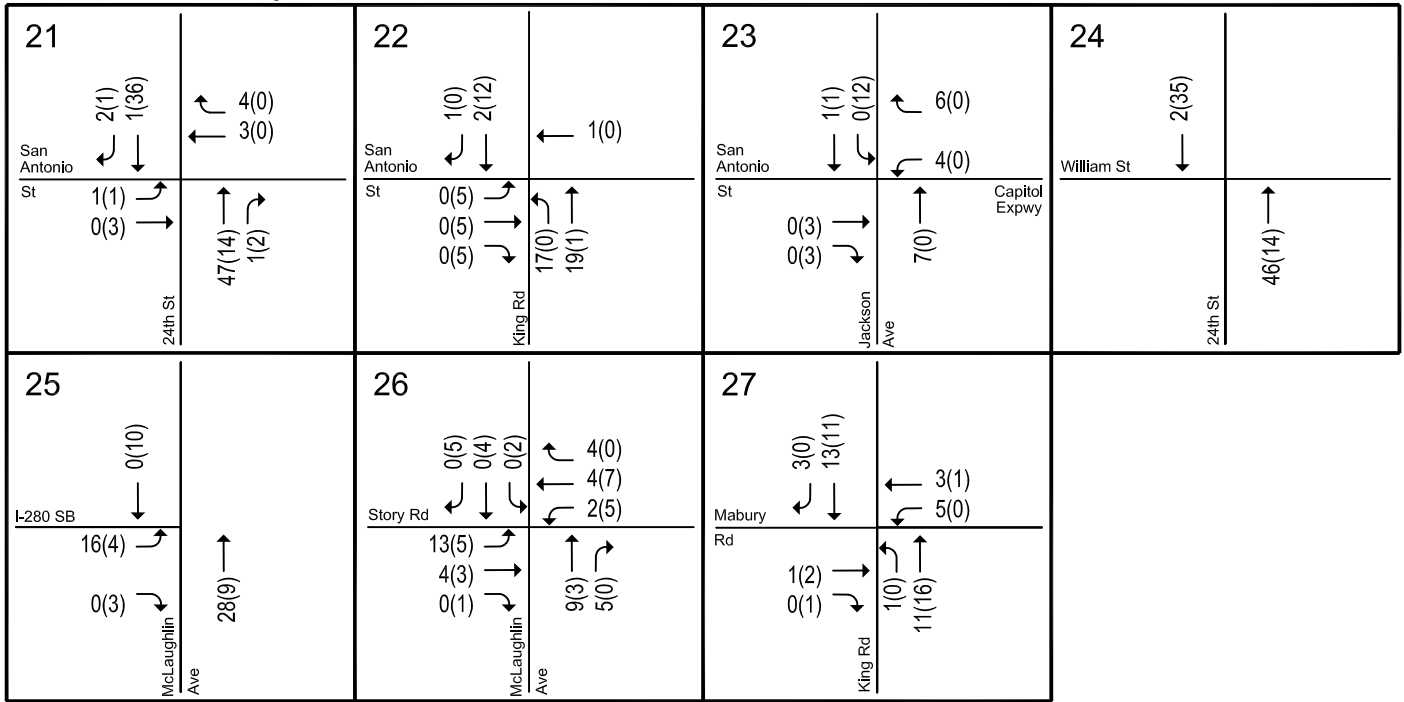 21
2(1)
1(36)
4(0)
3(0)
San
Antonio
St
1(1)
0(3)
47(14)
1(2)
24th St
22
1(0)
2(12)
1(0)
San
Antonio
St
0(5)
0(5)
0(5)
17(0)
19(1)
King Rd
23
1(1)
0(12)
6(0)
4(0)
San
Antonio
St
Capitol
Expwy
0(3)
0(3)
7(0)
Jackson
Ave
24
2(35)
William St
46(14)
24th St
25
0(10)
I-280 SB
16(4)
0(3)
28(9)
McLaughlin
Ave
26
0(5)
0(4)
0(2)
4(0)
4(7)
2(5)
Story Rd
13(5)
4(3)
0(1)
9(3)
5(0)
McLaughlin
Ave
27
3(0)
13(11)
3(1)
5(0)
Mabury
Rd
1(2)
0(1)
1(0)
11(16)
King Rd